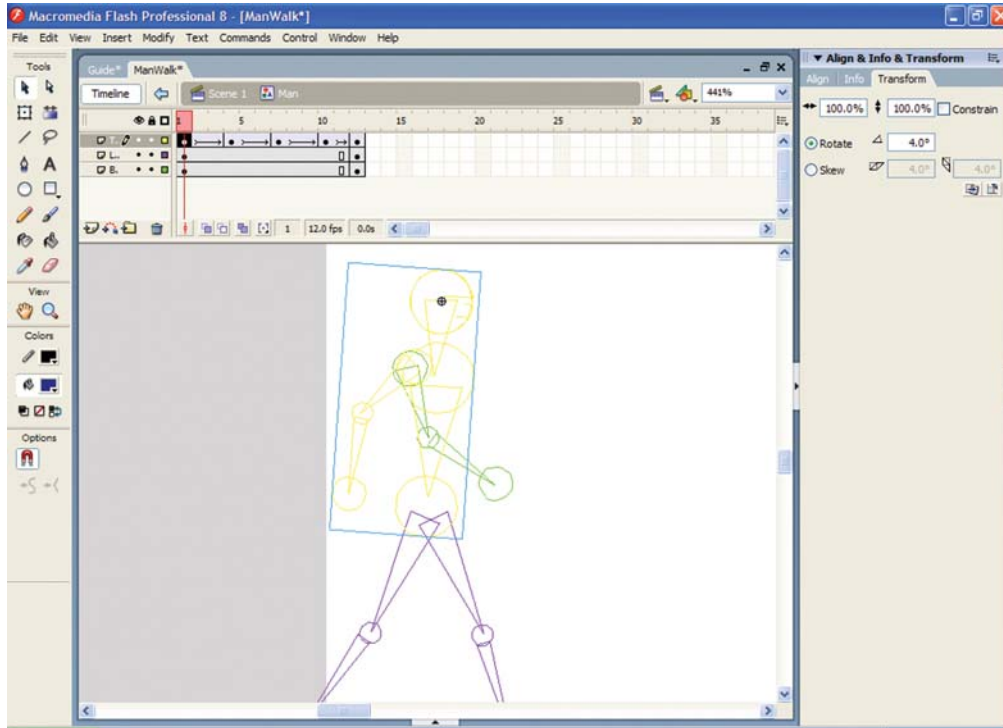 Macromedia Flash Professional 8 - [ManWalk*]
File Edit View Insert Modify Text Commands Control Window Help
Tools
Guide* ManWalk*
Align & Info & Transform
Align Info Transform
Timeline Scene 1 Man 441%
100.0% 100.0% Constrain
1 5 10 15 20 25 30 35
T..
Rotate 4.0°
L..
B.
Skew 4.0° 4.0°
A
1 12.0 fps 0.0s
View
Colors
Options